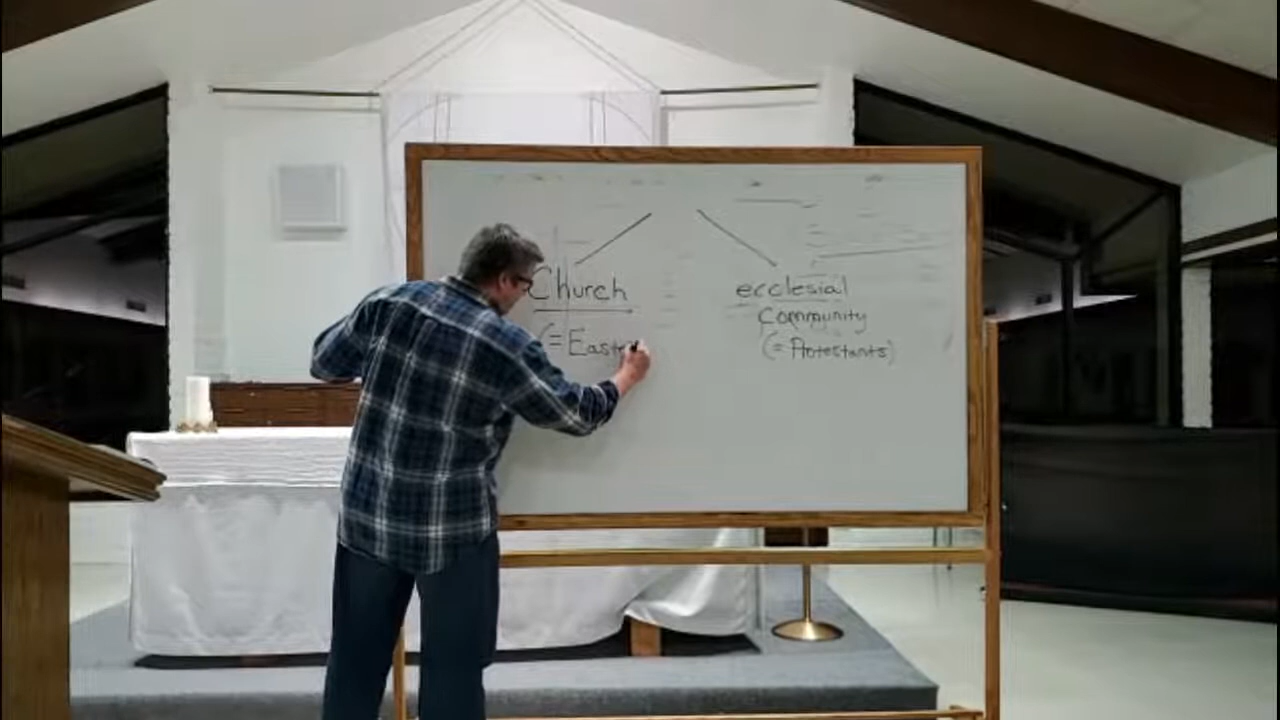 Church
ecclesial
community
(= Protestants)
(= Easte